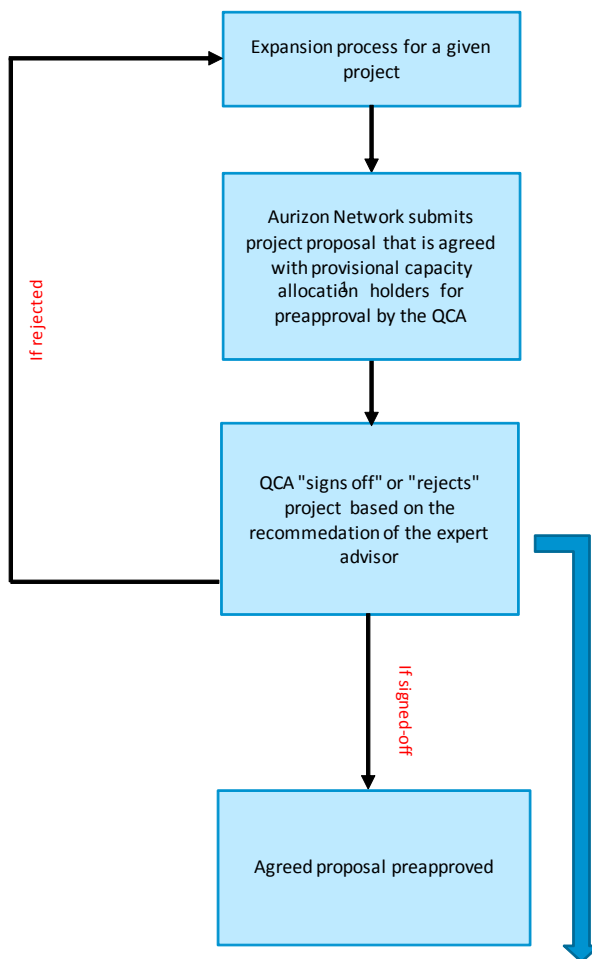 Expansion process for a given
project
Aurizon Network submits
project proposal that is agreed
with provisional capacity
allocation1 holders for
preapproval by the QCA
If rejected
QCA "signs off" or "rejects"
project based on the
recommedation of the expert
advisor
If signed-off
Agreed proposal preapproved